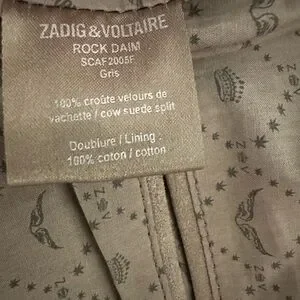 ZADIG & VOLTAIRE
ROCK DAIM
SCAF2005F
Gris
100% croûte velours de
vachette / cow suede split
Doublure / Lining :
100% coton / cotton